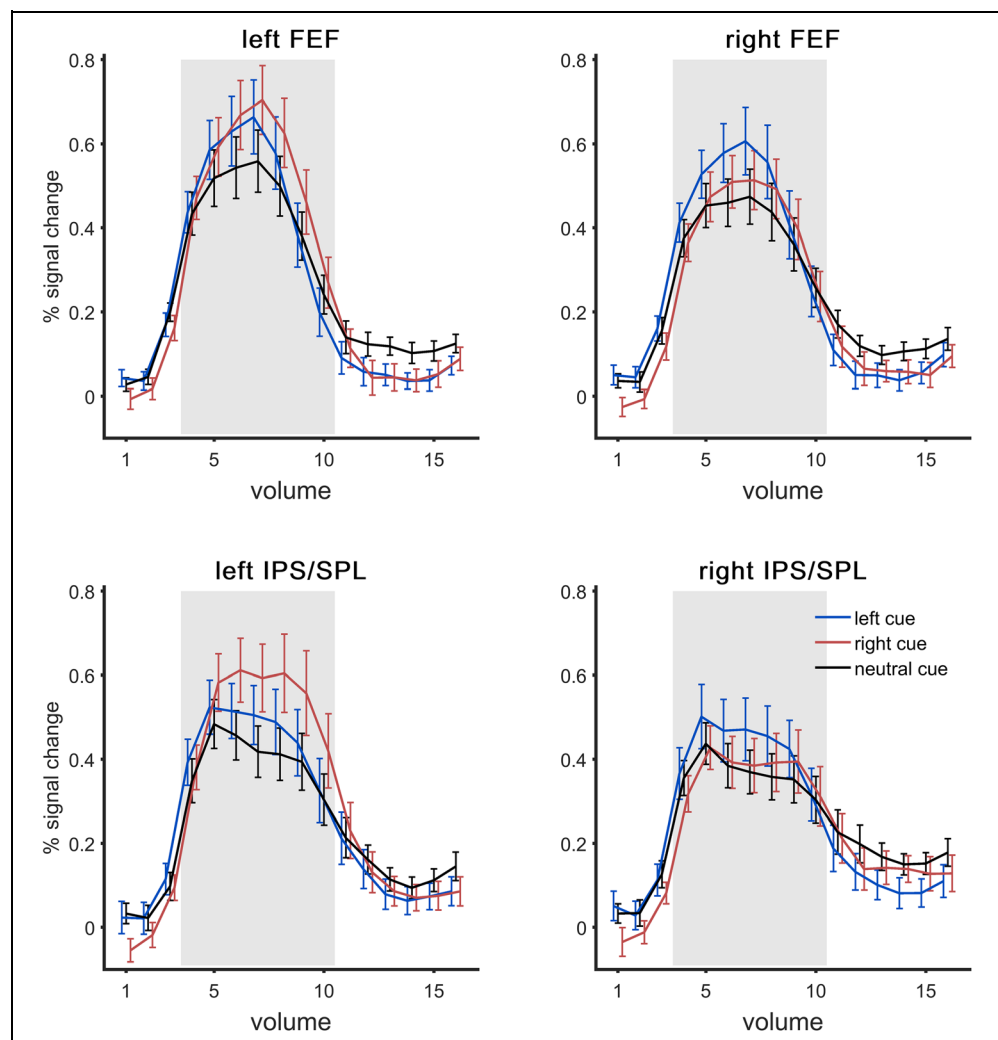 left FEF
0.8
0.6
0.4
0.2
0
% signal change
1 5 10 15
volume
right FEF
0.8
0.6
0.4
0.2
0
1 5 10 15
volume
left IPS/SPL
0.8
0.6
0.4
0.2
0
% signal change
1 5 10 15
volume
right IPS/SPL
0.8
0.6
0.4
0.2
0
left cue
right cue
neutral cue
1 5 10 15
volume